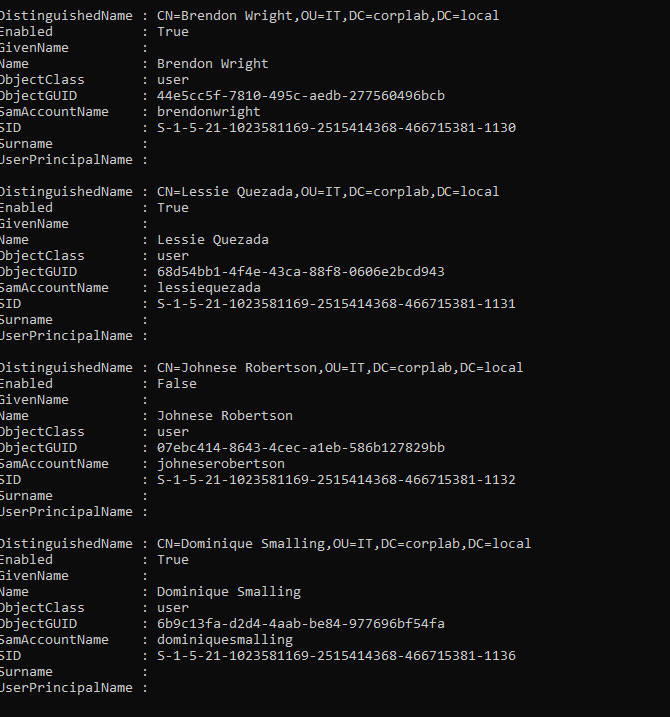 DistinguishedName : CN=Brendon Wright,OU=IT,DC=corplab,DC=local
Enabled           : True
GivenName         :
Name              : Brendon Wright
ObjectClass       : user
ObjectGUID        : 44e5cc5f-7810-495c-aedb-277560496bcb
SamAccountName    : brendonwright
SID               : S-1-5-21-1023581169-2515414368-466715381-1130
Surname           :
UserPrincipalName :

DistinguishedName : CN=Lessie Quezada,OU=IT,DC=corplab,DC=local
Enabled           : True
GivenName         :
Name              : Lessie Quezada
ObjectClass       : user
ObjectGUID        : 68d54bb1-4f4e-43ca-88f8-0606e2bcd943
SamAccountName    : lessiequezada
SID               : S-1-5-21-1023581169-2515414368-466715381-1131
Surname           :
UserPrincipalName :

DistinguishedName : CN=Johnese Robertson,OU=IT,DC=corplab,DC=local
Enabled           : False
GivenName         :
Name              : Johnese Robertson
ObjectClass       : user
ObjectGUID        : 07ebc414-8643-4cec-a1eb-586b127829bb
SamAccountName    : johneserobertson
SID               : S-1-5-21-1023581169-2515414368-466715381-1132
Surname           :
UserPrincipalName :

DistinguishedName : CN=Dominique Smalling,OU=IT,DC=corplab,DC=local
Enabled           : True
GivenName         :
Name              : Dominique Smalling
ObjectClass       : user
ObjectGUID        : 6b9c13fa-d2d4-4aab-be84-977696bf54fa
SamAccountName    : dominiquesmalling
SID               : S-1-5-21-1023581169-2515414368-466715381-1136
Surname           :
UserPrincipalName :